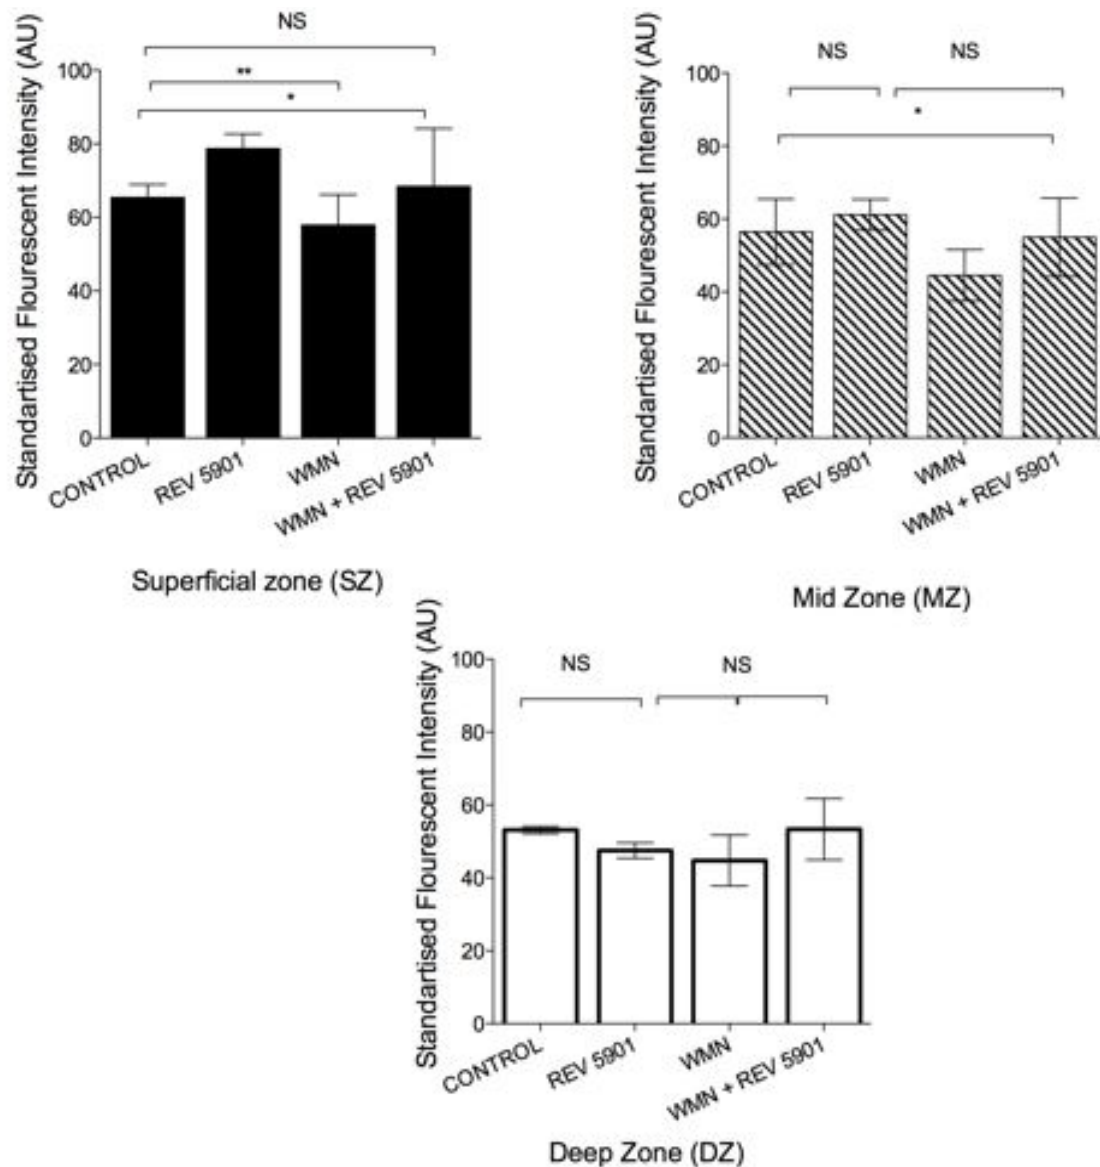 NS
**
*
Standartised Flourescent Intensity (AU)
100
80
60
40
20
0
CONTROL
REV 5901
WMN
WMN + REV 5901
Superficial zone (SZ)
NS
NS
*
Standartised Flourescent Intensity (AU)
100
80
60
40
20
0
CONTROL
REV 5901
WMN
WMN + REV 5901
Mid Zone (MZ)
NS
NS
Standartised Flourescent Intensity (AU)
100
80
60
40
20
0
CONTROL
REV 5901
WMN
WMN + REV 5901
Deep Zone (DZ)